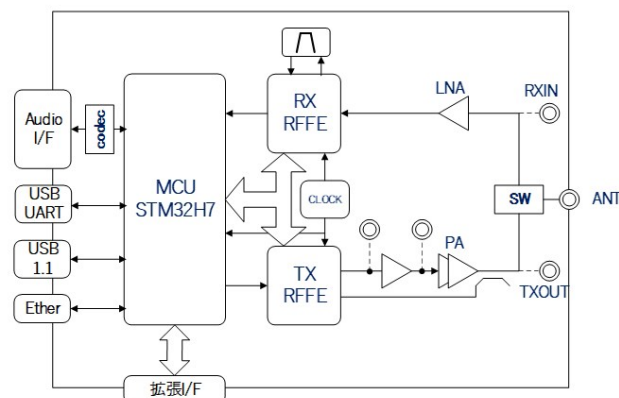 LNA
RXIN
Audio
I/F
codec
RX
RFFE
MCU
STM32H7
USB
UART
CLOCK
SW
ANT
USB
1.1
TX
RFFE
PA
TXOUT
Ether
拡張I/F